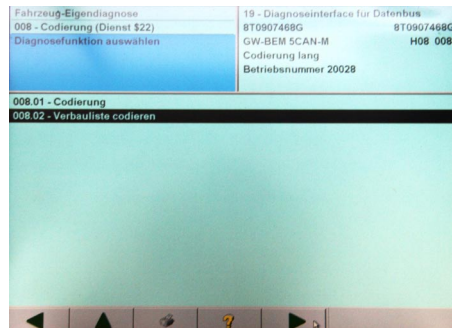 Fahrzeug-Eigendiagnose
008 - Codierung (Dienst $22)
Diagnosefunktion auswählen
19 - Diagnoseinterface für Datenbus
8T0907468G 8T0907468G
GW-BEM 5CAN-M H08 008
Codierung lang
Betriebsnummer 20028
008.01 - Codierung
008.02 - Verbauliste codieren
?